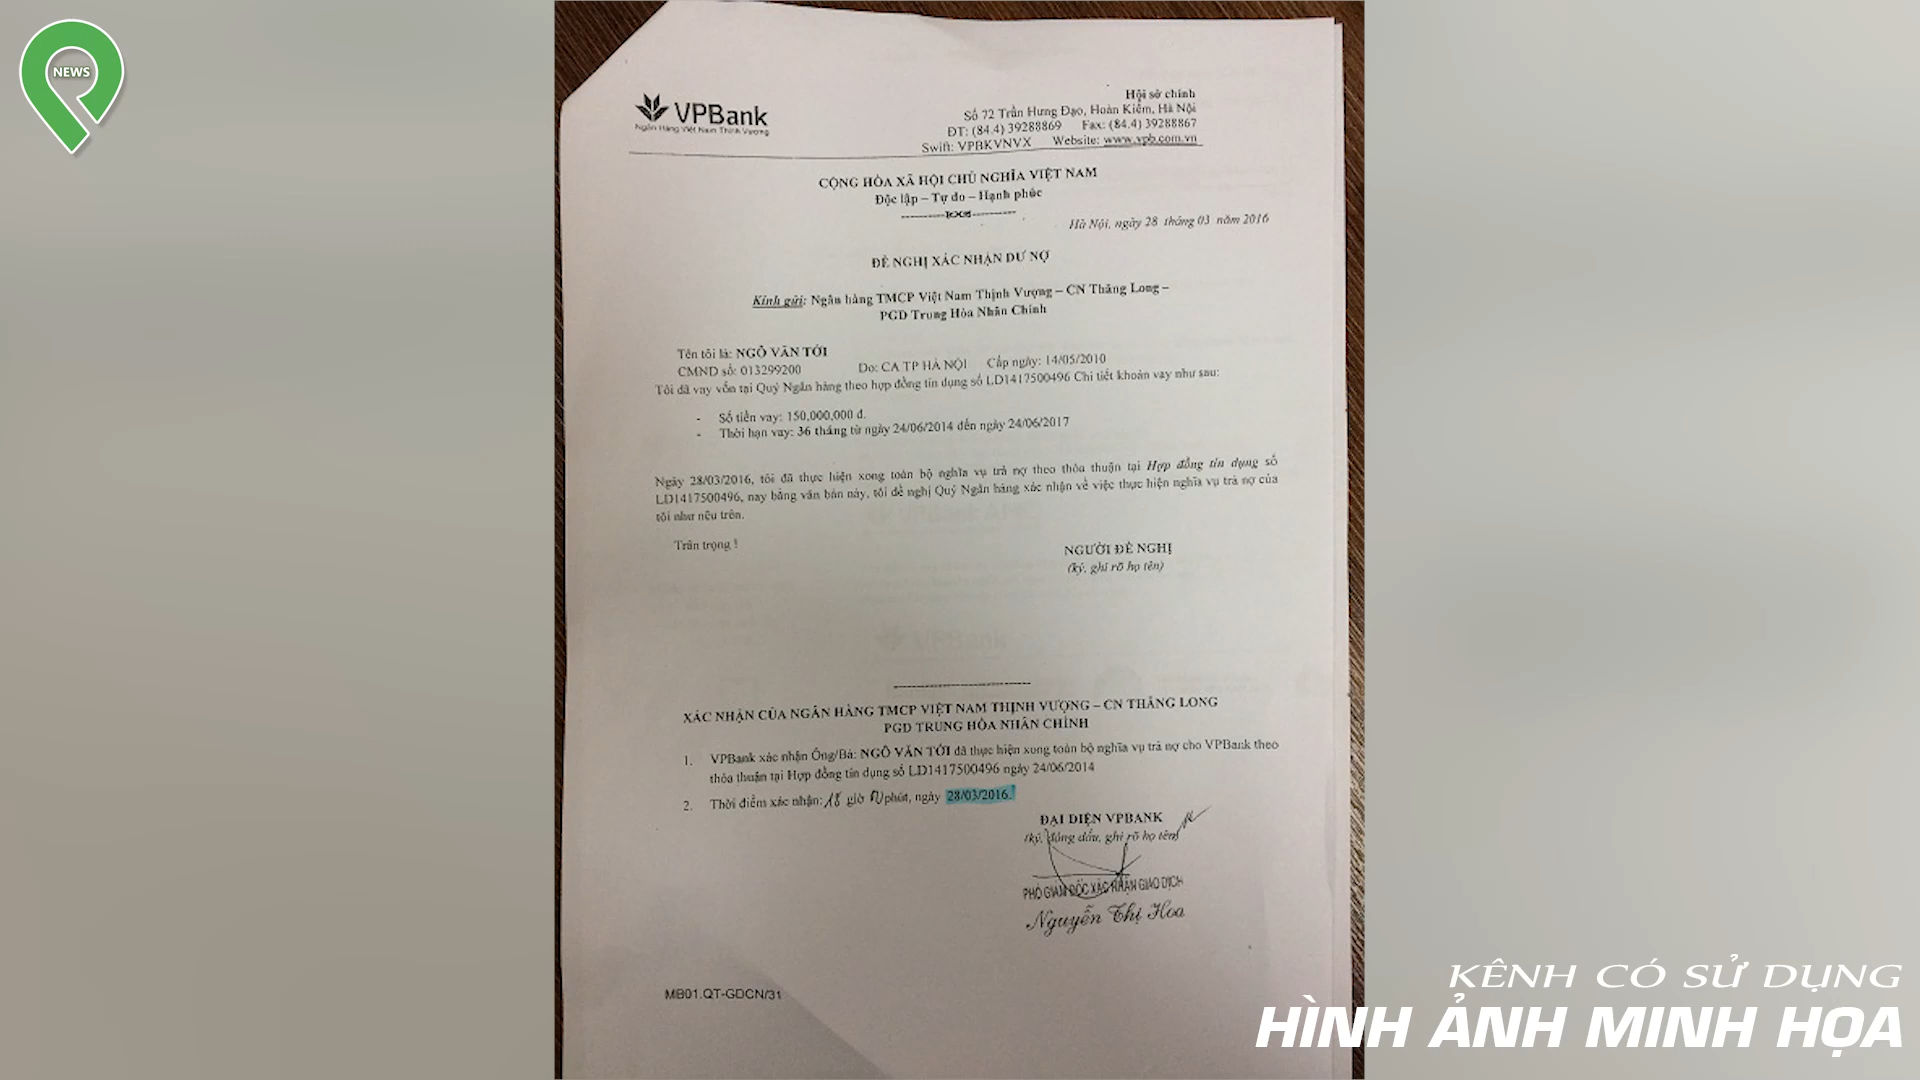 NEWS
VPBank
Ngân Hàng Việt Nam Thịnh Vượng
Hội sở chính
Số 72 Trần Hưng Đạo, Hoàn Kiếm, Hà Nội
ĐT: (84.4) 39288869 Fax: (84.4) 39288867
Swift: VPBKVNVX Website: www.vpb.com.vn
CỘNG HÒA XÃ HỘI CHỦ NGHĨA VIỆT NAM
Độc lập – Tự do – Hạnh phúc
Hà Nội, ngày 28 tháng 03 năm 2016
ĐỀ NGHỊ XÁC NHẬN DƯ NỢ
Kính gửi: Ngân hàng TMCP Việt Nam Thịnh Vượng – CN Thăng Long –
PGD Trung Hòa Nhân Chính
Tên tôi là: NGÔ VĂN TỚI
CMND số: 013299200 Do: CA TP HÀ NỘI Cấp ngày: 14/05/2010
Tôi đã vay vốn tại Quý Ngân hàng theo hợp đồng tín dụng số LD1417500496 Chi tiết khoản vay như sau:
- Số tiền vay: 150,000,000 đ.
- Thời hạn vay: 36 tháng từ ngày 24/06/2014 đến ngày 24/06/2017
Ngày 28/03/2016, tôi đã thực hiện xong toàn bộ nghĩa vụ trả nợ theo thỏa thuận tại Hợp đồng tín dụng số
LD1417500496, nay bằng văn bản này, tôi đề nghị Quý Ngân hàng xác nhận về việc thực hiện nghĩa vụ trả nợ của
tôi như nêu trên.
Trân trọng !
NGƯỜI ĐỀ NGHỊ
(ký, ghi rõ họ tên)
XÁC NHẬN CỦA NGÂN HÀNG TMCP VIỆT NAM THỊNH VƯỢNG – CN THĂNG LONG
PGD TRUNG HÒA NHÂN CHÍNH
1. VPBank xác nhận Ông/Bà: NGÔ VĂN TỚI đã thực hiện xong toàn bộ nghĩa vụ trả nợ cho VPBank theo
thỏa thuận tại Hợp đồng tín dụng số LD1417500496 ngày 24/06/2014
2. Thời điểm xác nhận: 18 giờ phút, ngày 28/03/2016.
ĐẠI DIỆN VPBANK
(ký, đóng dấu, ghi rõ họ tên)
PHÓ GIÁM ĐỐC XÁC NHẬN GIAO DỊCH
Nguyễn Thị Hoa
MB01.QT-GDCN/31
KÊNH CÓ SỬ DỤNG
HÌNH ẢNH MINH HỌA